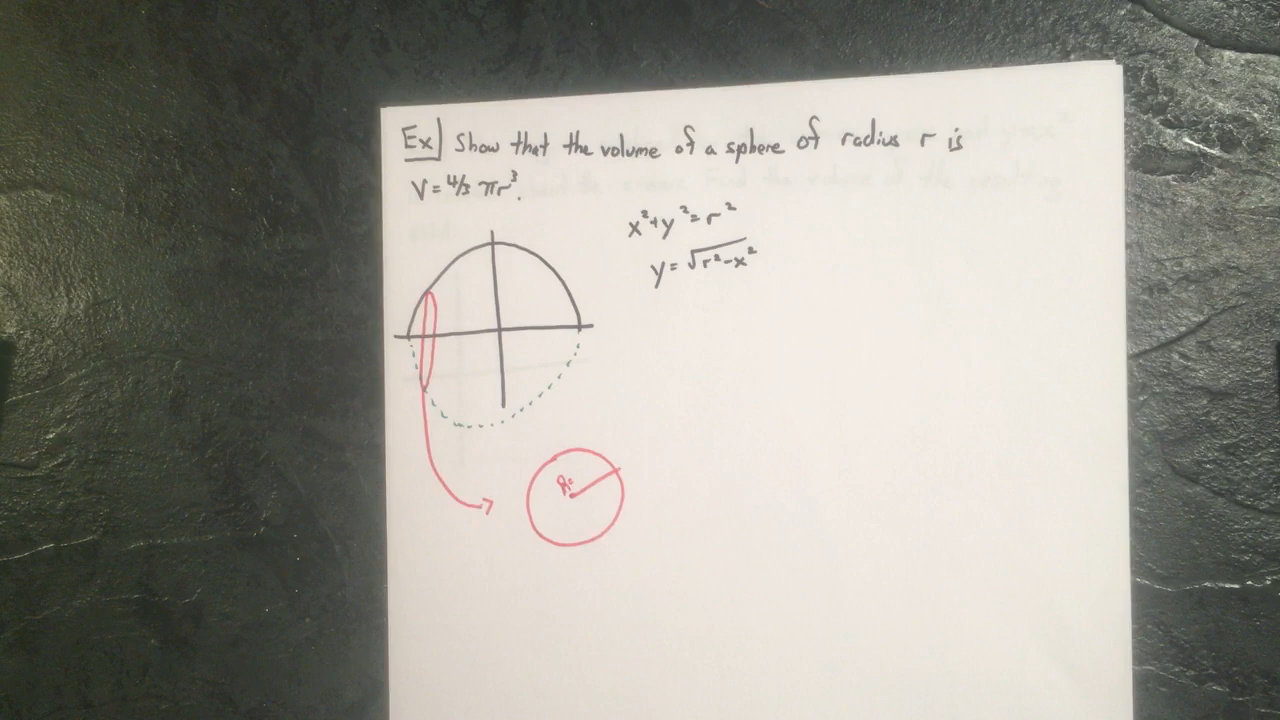 Ex) Show that the volume of a sphere of radius r is
V = 4/3 πr³.
x²+y²=r²
y=√r²-x²
R=